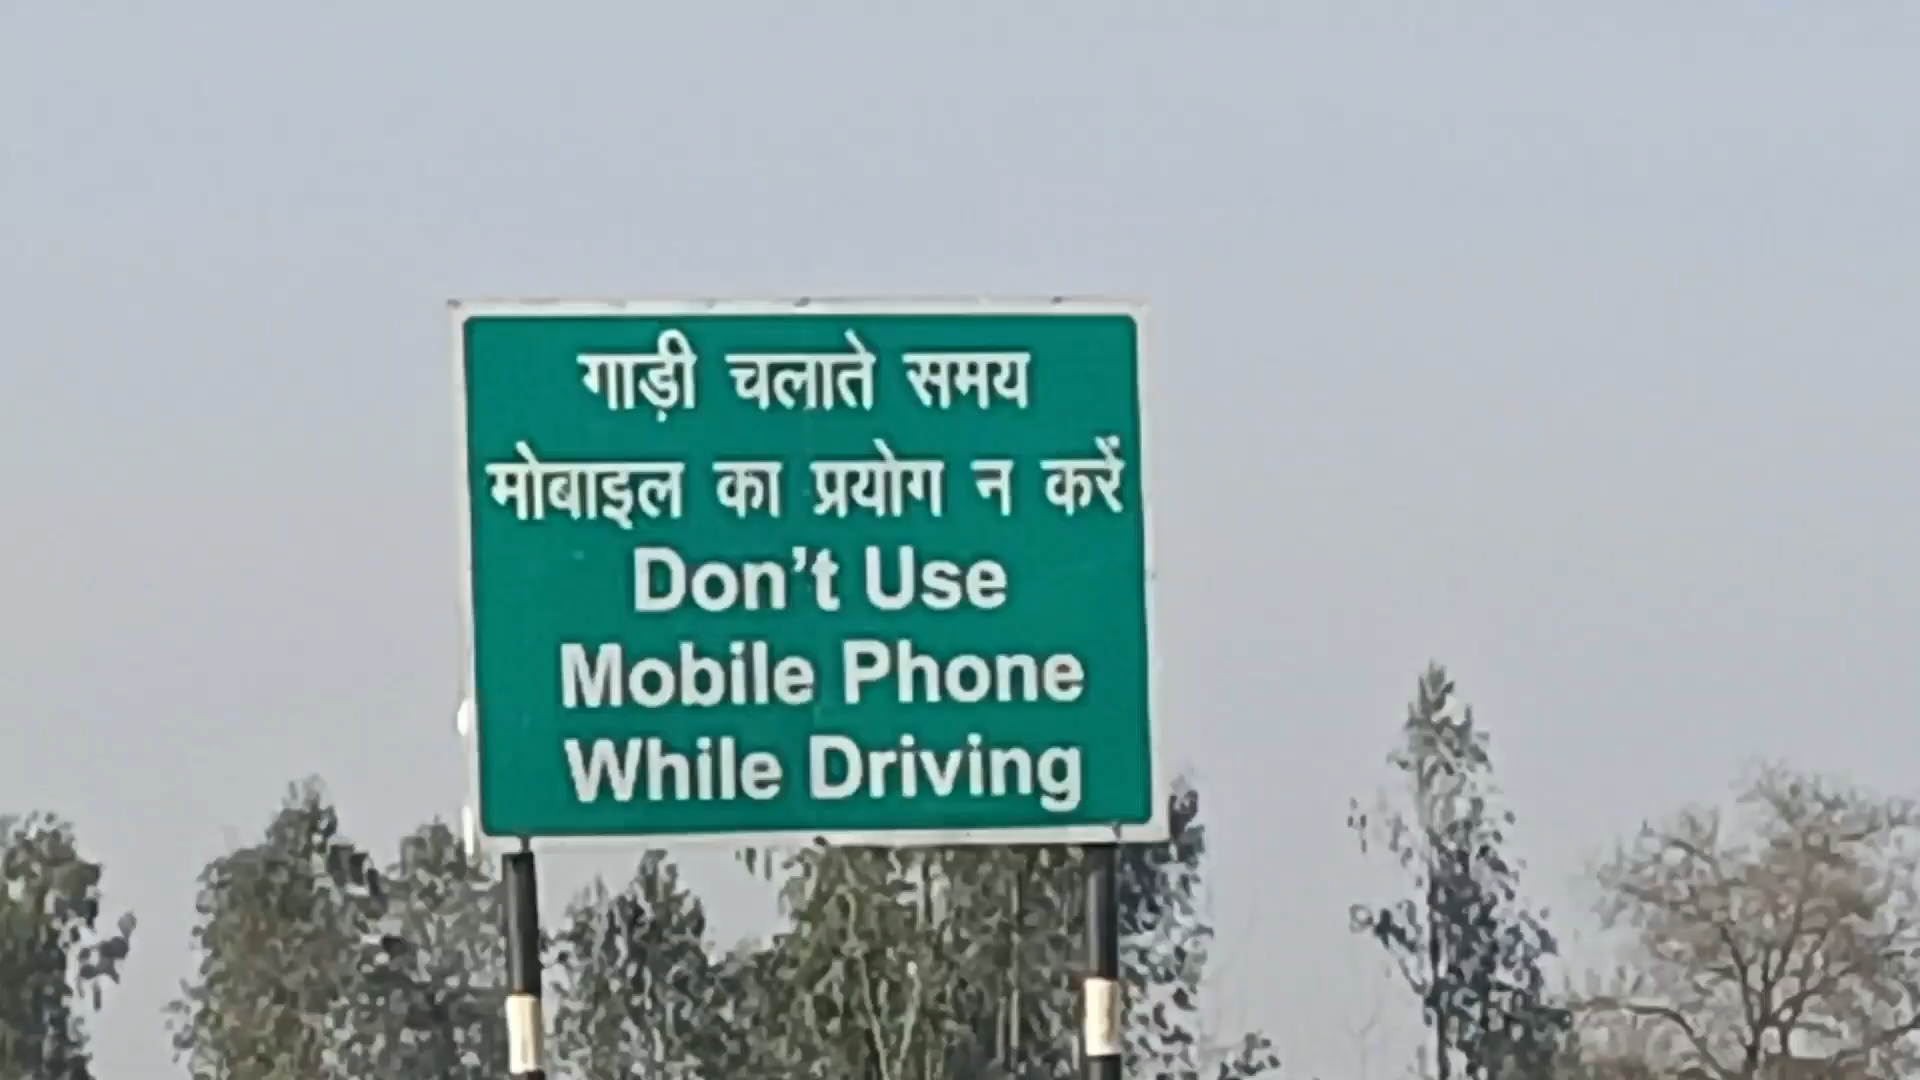 गाड़ी चलाते समय
मोबाइल का प्रयोग न करें
Don't Use
Mobile Phone
While Driving